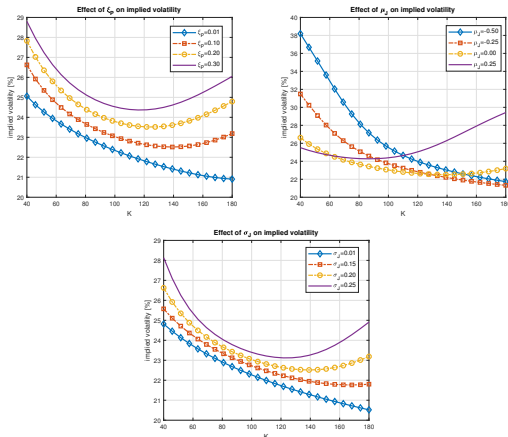 Effect of ξp on implied volatility
29
28
27
26
25
24
23
22
21
20
implied volatility [%]
40 60 80 100 120 140 160 180
K
ξp=0.01
ξp=0.10
ξp=0.20
ξp=0.30
Effect of μJ on implied volatility
40
38
36
34
32
30
28
26
24
22
20
implied volatility [%]
40 60 80 100 120 140 160 180
K
μJ=-0.50
μJ=-0.25
μJ=0.00
μJ=0.25
Effect of σJ on implied volatility
29
28
27
26
25
24
23
22
21
20
implied volatility [%]
40 60 80 100 120 140 160 180
K
σJ=0.01
σJ=0.15
σJ=0.20
σJ=0.25